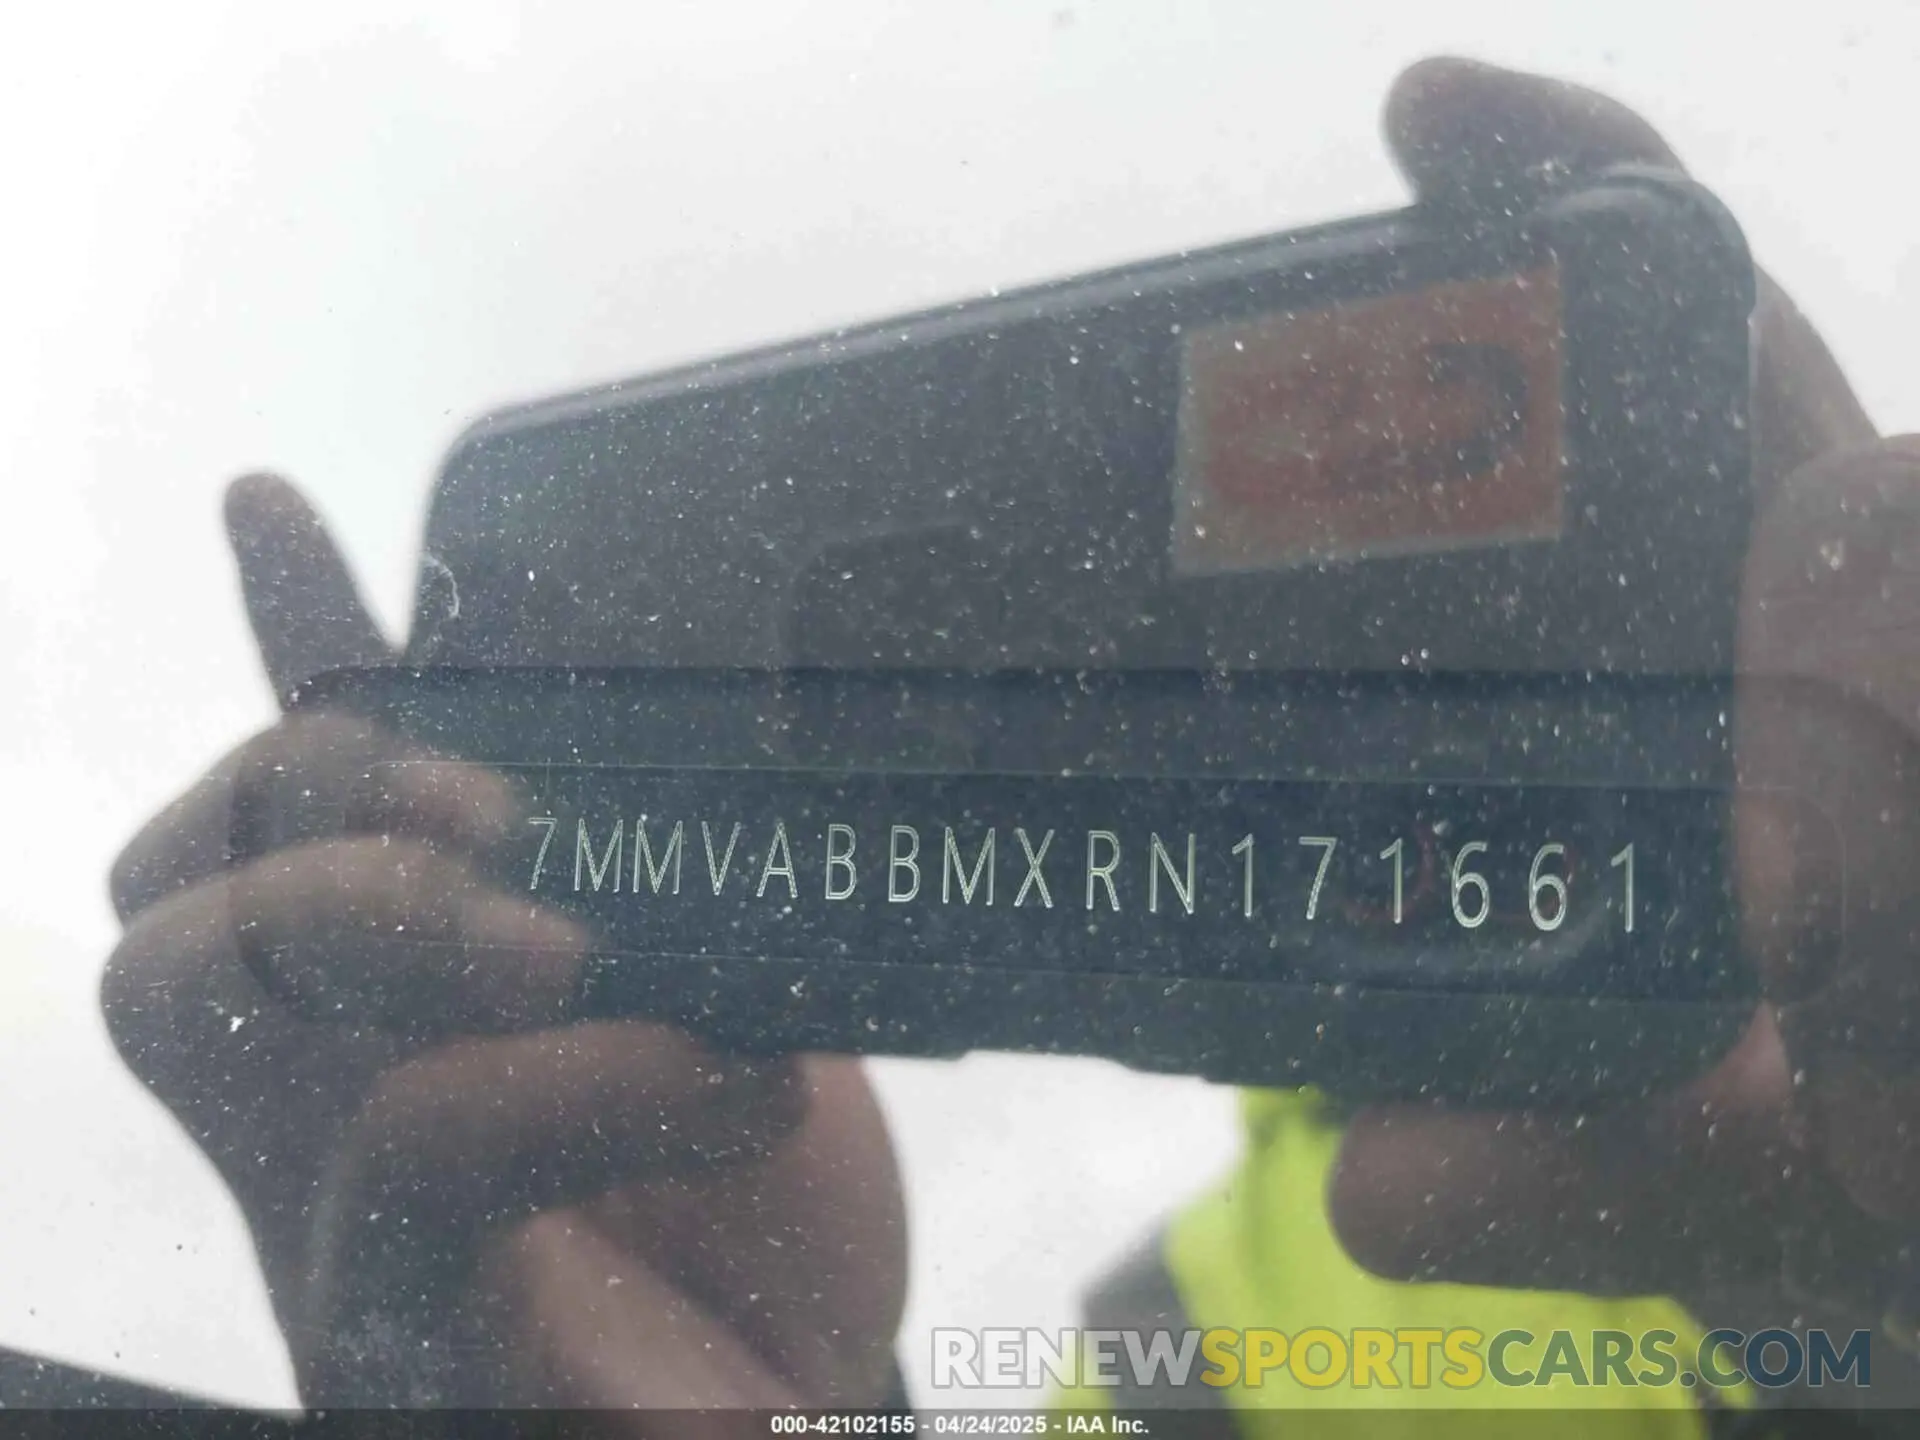 7MMVABBMXRN171661
RENEWSPORTSCARS.COM
000-42102155 - 04/24/2025 - IAA Inc.